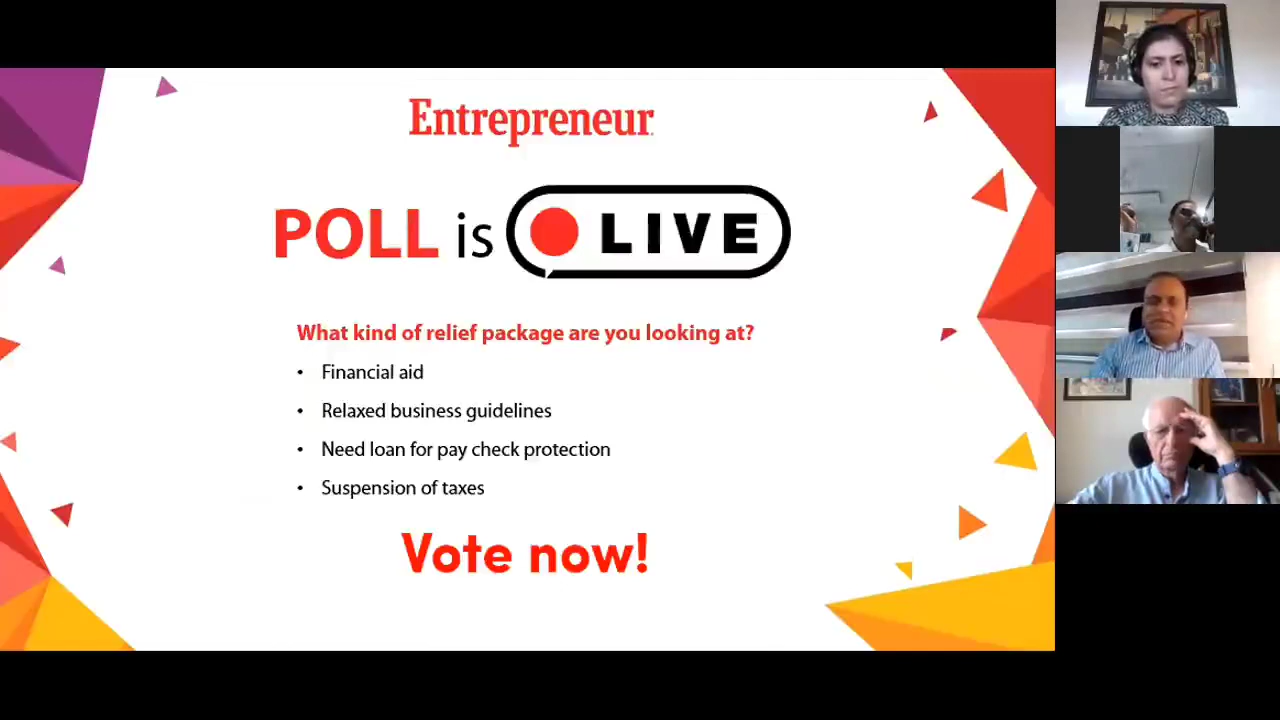 Entrepreneur
POLL is LIVE
What kind of relief package are you looking at?
• Financial aid
• Relaxed business guidelines
• Need loan for pay check protection
• Suspension of taxes
Vote now!